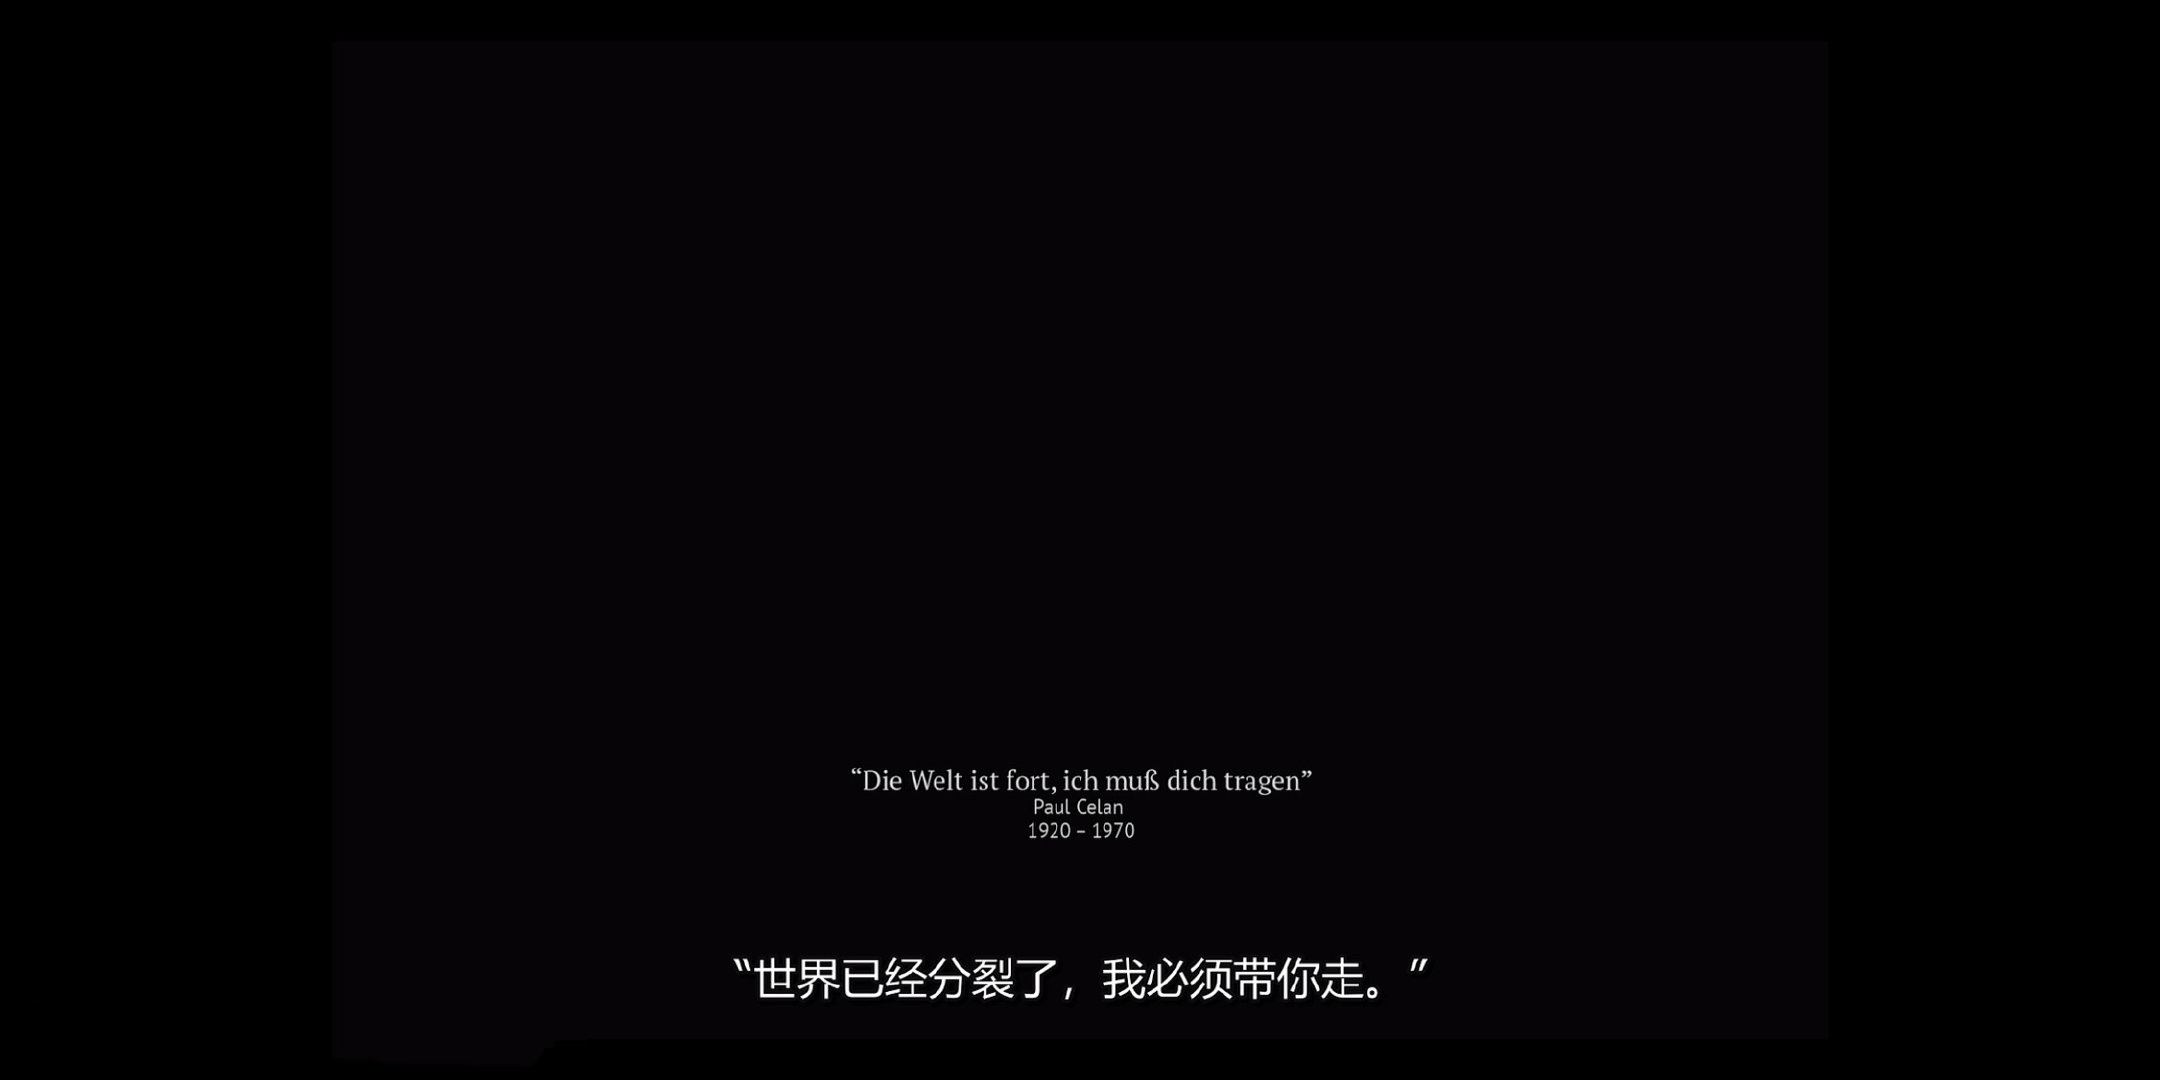 “Die Welt ist fort, ich muß dich tragen”
Paul Celan
1920 – 1970
“世界已经分裂了，我必须带你走。”